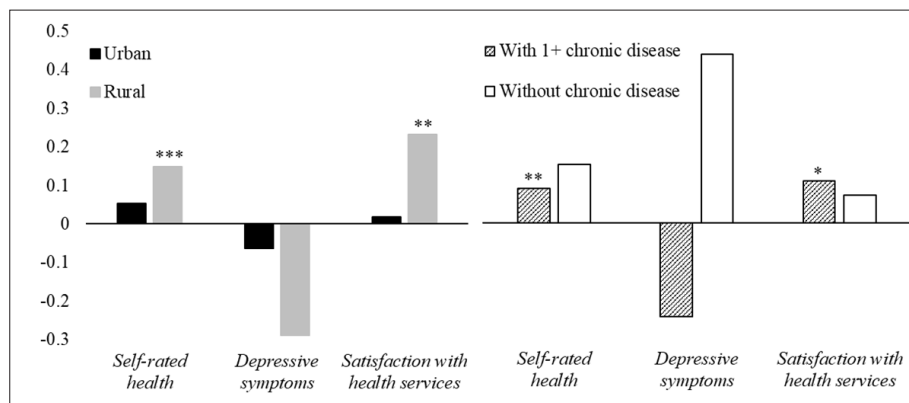 0.5
0.4
0.3
0.2
0.1
0
-0.1
-0.2
-0.3
Urban
Rural
***
**
Self-rated
health
Depressive
symptoms
Satisfaction with
health services
With 1+ chronic disease
Without chronic disease
**
*
Self-rated
health
Depressive
symptoms
Satisfaction with
health services